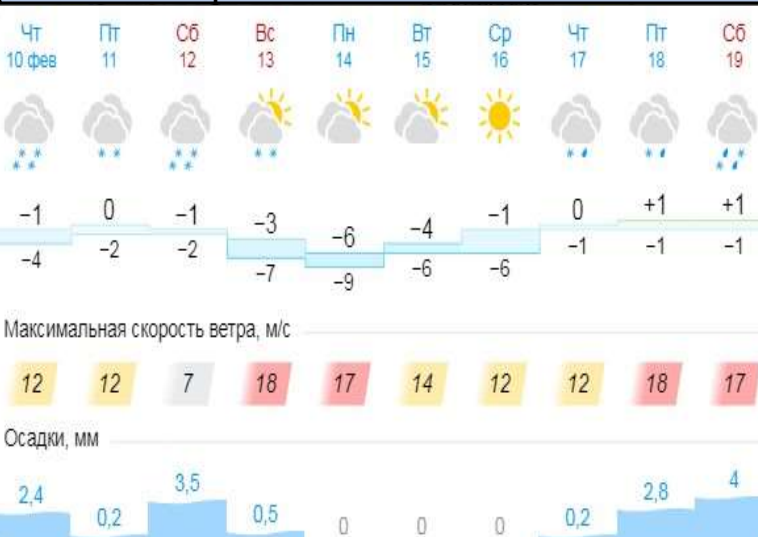 Чт Пт Сб Вс Пн Вт Ср Чт Пт Сб
10 фев 11 12 13 14 15 16 17 18 19
−1 0 −1 −3 −6 −4 −1 0 +1 +1
−4 −2 −2 −7 −9 −6 −6 −1 −1 −1
Максимальная скорость ветра, м/с
12 12 7 18 17 14 12 12 18 17
Осадки, мм
2,4 0,2 3,5 0,5 0 0 0 0,2 2,8 4